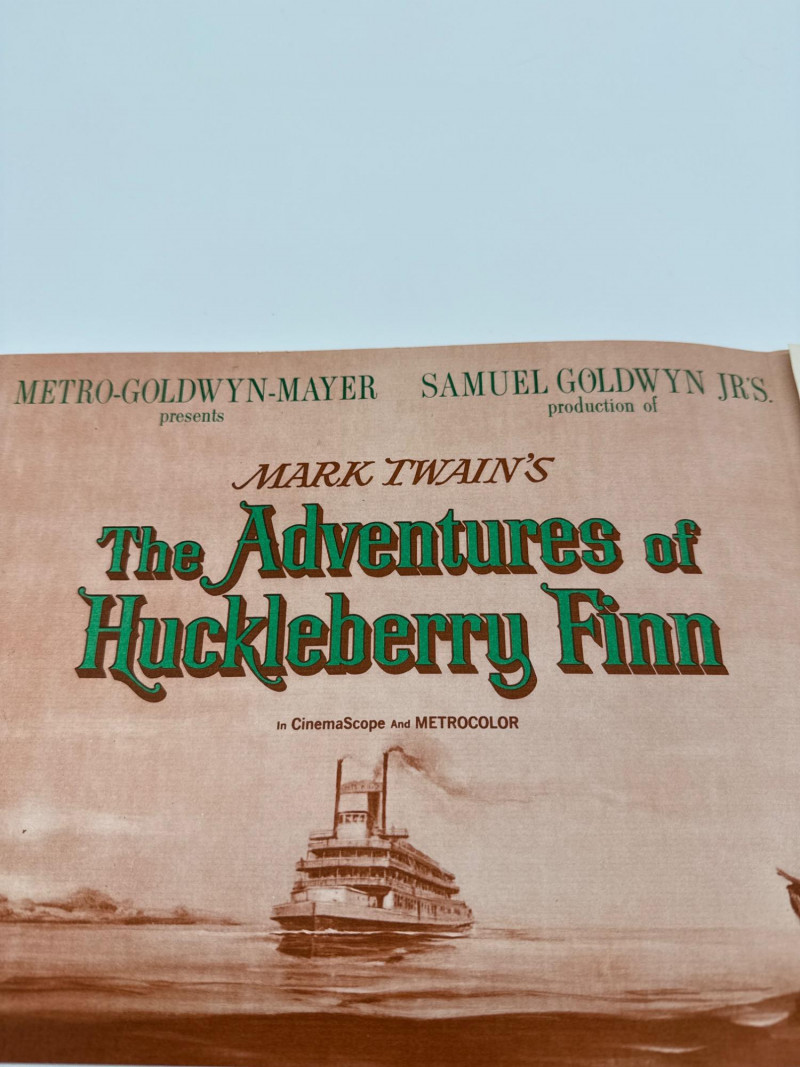 METRO-GOLDWYN-MAYER
presents
SAMUEL GOLDWYN JR'S.
production of
MARK TWAIN'S
The Adventures of
Huckleberry Finn
In CinemaScope And METROCOLOR